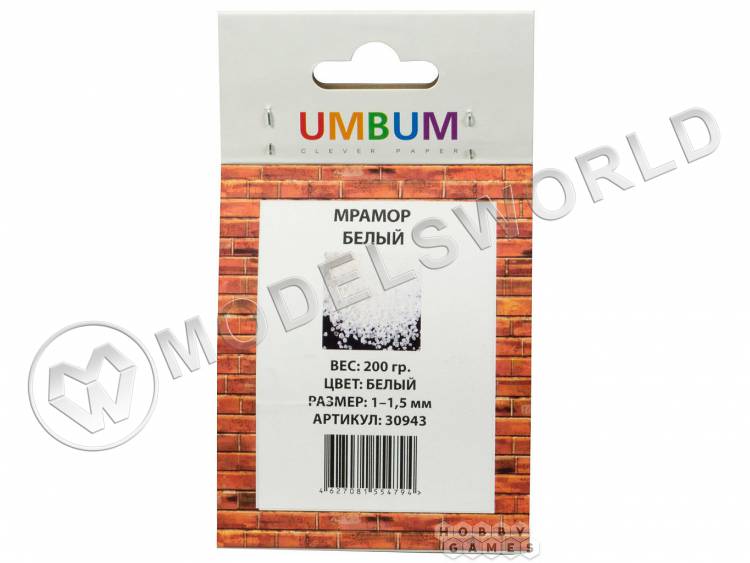 UMBUM
CLEVER PAPER
МРАМОР
БЕЛЫЙ
ВЕС: 200 гр.
ЦВЕТ: БЕЛЫЙ
РАЗМЕР: 1–1,5 мм
АРТИКУЛ: 30943
4627081554794>
MODELSWORLD
HOBBY
GAMES